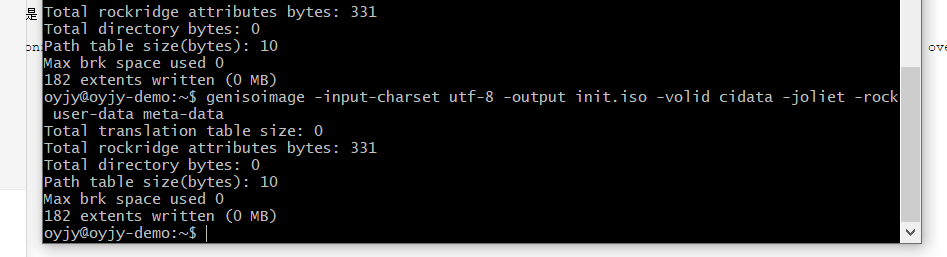 是
Total rockridge attributes bytes: 331
Total directory bytes: 0
on
Path table size(bytes): 10
ove
Max brk space used 0
182 extents written (0 MB)
oyjy@oyjy-demo:~$ genisoimage -input-charset utf-8 -output init.iso -volid cidata -joliet -rock
user-data meta-data
Total translation table size: 0
Total rockridge attributes bytes: 331
Total directory bytes: 0
Path table size(bytes): 10
Max brk space used 0
182 extents written (0 MB)
oyjy@oyjy-demo:~$